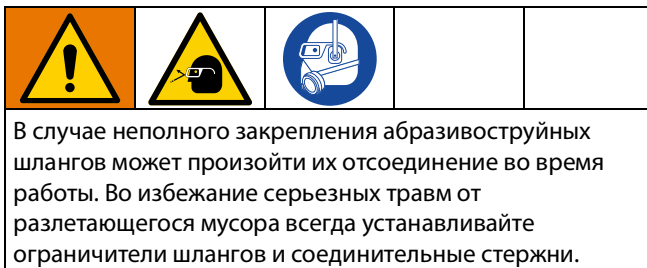 В случае неполного закрепления абразивоструйных
шлангов может произойти их отсоединение во время
работы. Во избежание серьезных травм от
разлетающегося мусора всегда устанавливайте
ограничители шлангов и соединительные стержни.